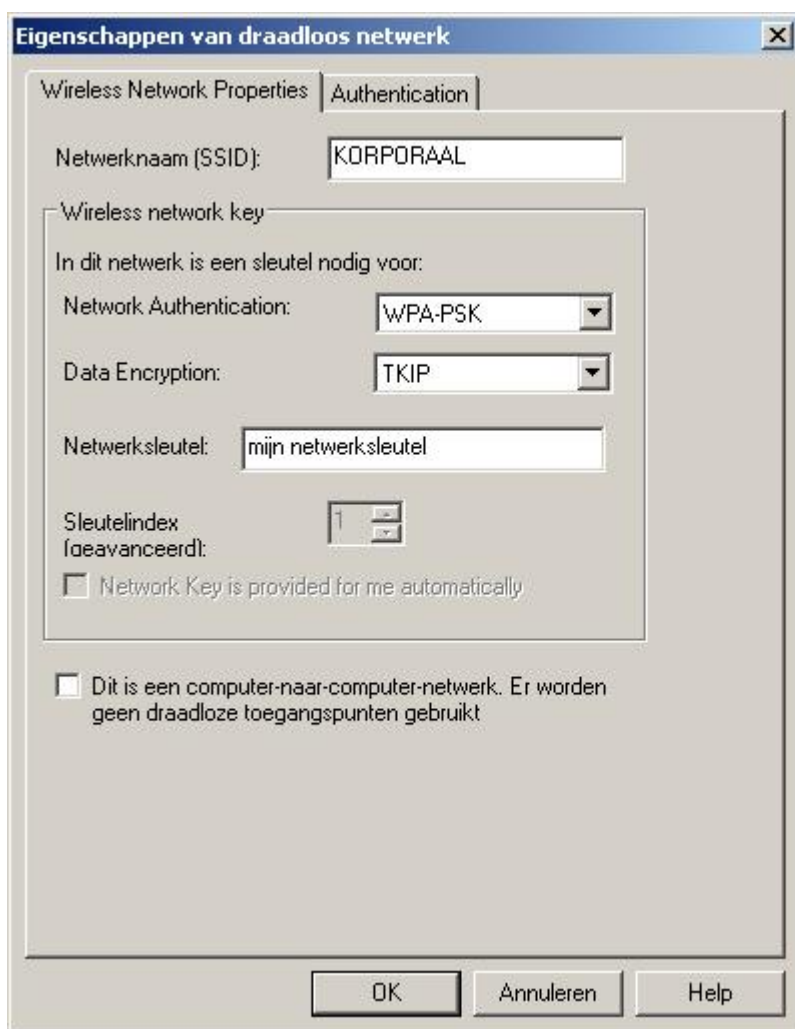 Eigenschappen van draadloos netwerk
Wireless Network Properties
Authentication
Netwerknaam (SSID):
KORPORAAL
Wireless network key
In dit netwerk is een sleutel nodig voor:
Network Authentication:
WPA-PSK
Data Encryption:
TKIP
Netwerksleutel:
mijn netwerksleutel
Sleutelindex
(geavanceerd):
1
Network Key is provided for me automatically
Dit is een computer-naar-computer-netwerk. Er worden
geen draadloze toegangspunten gebruikt
OK
Annuleren
Help